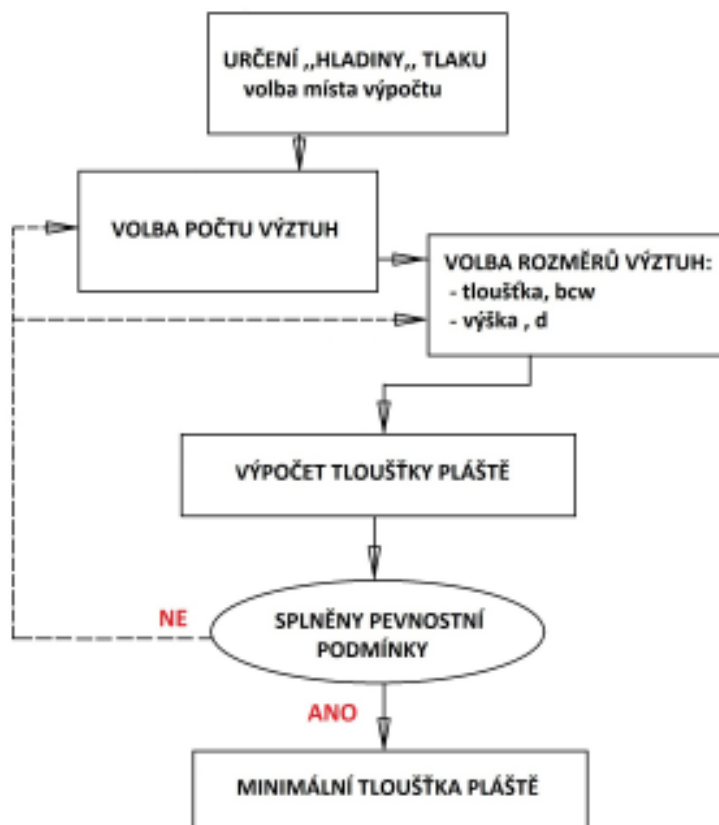 URČENÍ ,,HLADINY,, TLAKU
volba místa výpočtu
VOLBA POČTU VÝZTUH
VOLBA ROZMĚRŮ VÝZTUH:
- tloušťka, bcw
- výška , d
VÝPOČET TLOUŠŤKY PLÁŠTĚ
NE
SPLNĚNY PEVNOSTNÍ
PODMÍNKY
ANO
MINIMÁLNÍ TLOUŠŤKA PLÁŠTĚ